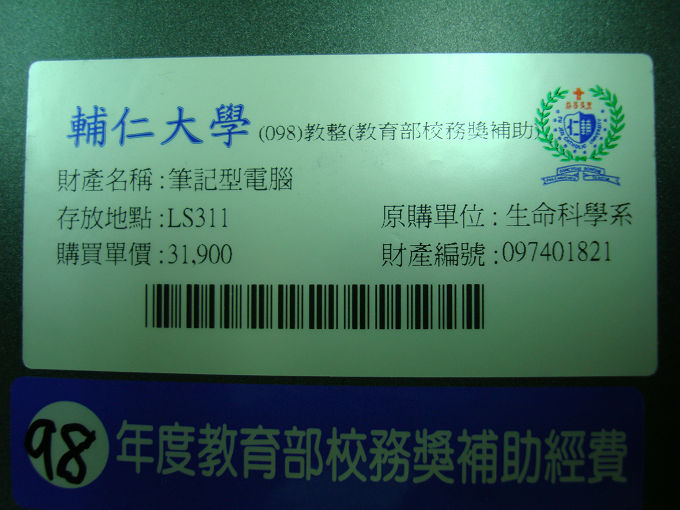 輔仁大學 (098)教整(教育部校務獎補助)
財產名稱:筆記型電腦
存放地點:LS311
原購單位:生命科學系
購買單價:31,900
財產編號:097401821
98 年度教育部校務獎補助經費